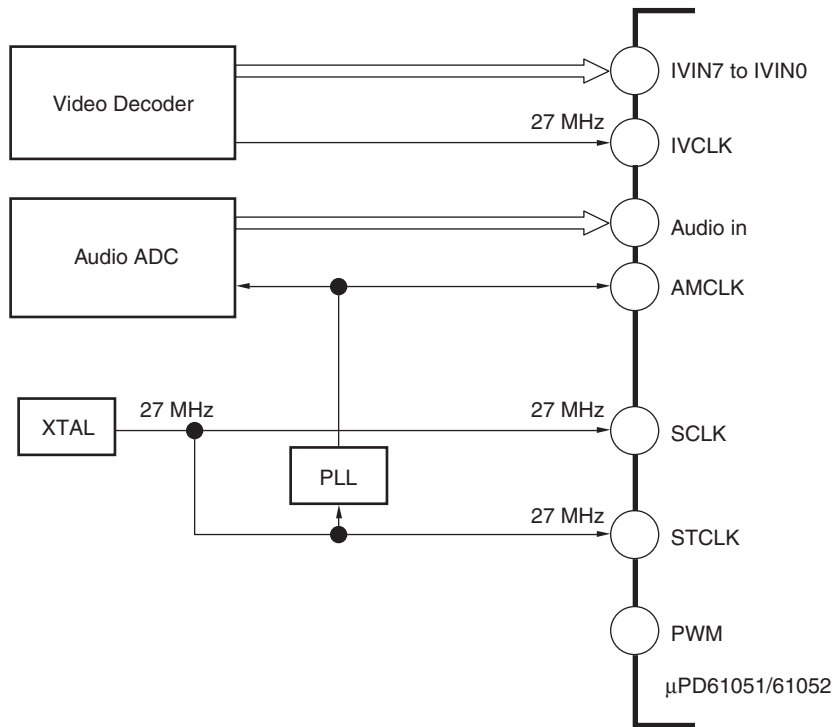 IVIN7 to IVIN0
Video Decoder
27 MHz
IVCLK
Audio in
Audio ADC
AMCLK
27 MHz
27 MHz
XTAL
SCLK
PLL
27 MHz
STCLK
PWM
μPD61051/61052